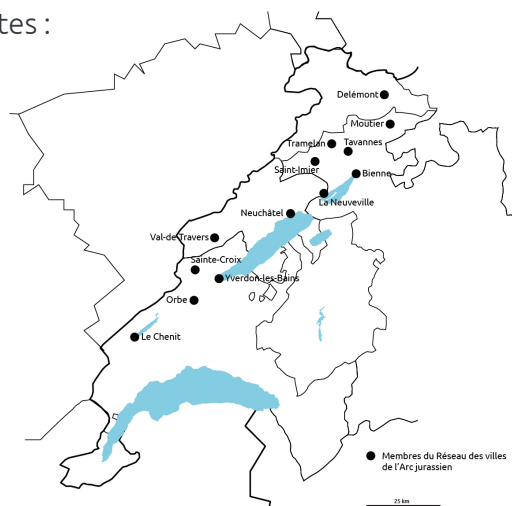 tes :
Delémont
Moutier
Tramelan
Tavannes
Saint-Imier
Bienne
La Neuveville
Neuchâtel
Val-de-Travers
Sainte-Croix
Yverdon-les-Bains
Orbe
Le Chenit
Membres du Réseau des villes
de l’Arc jurassien
25 km